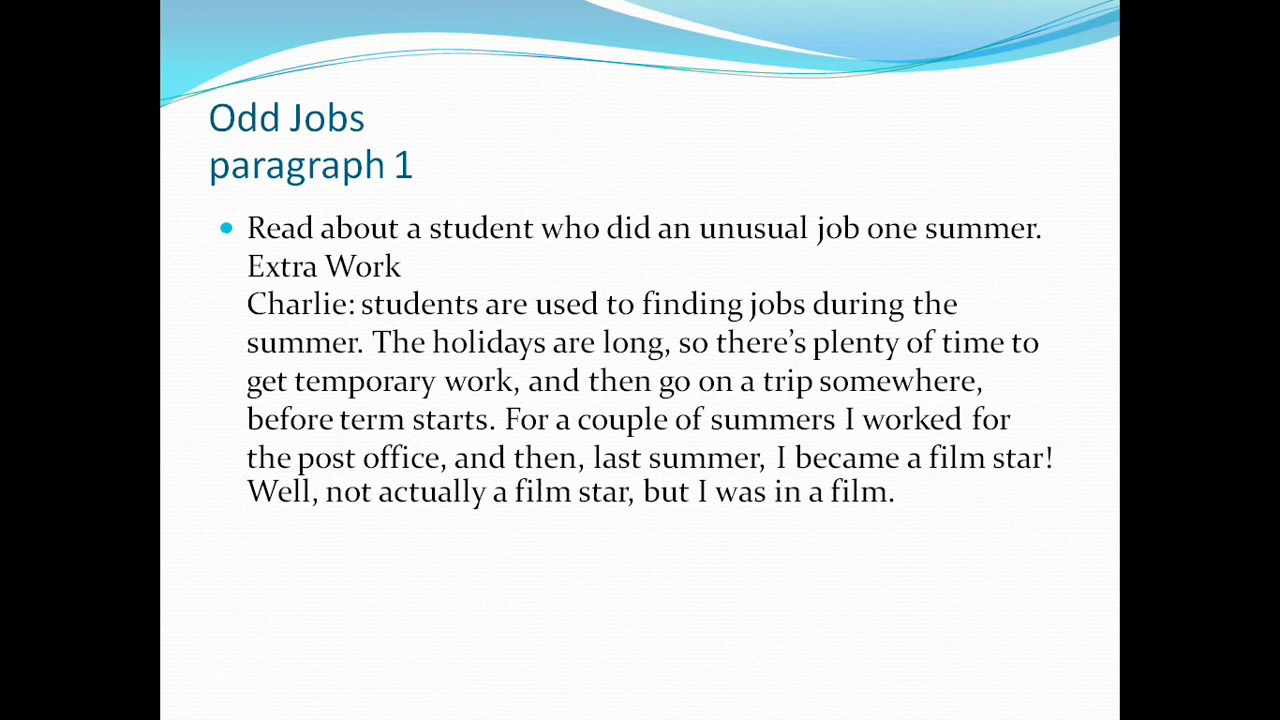 Odd Jobs
paragraph 1
• Read about a student who did an unusual job one summer.
Extra Work
Charlie: students are used to finding jobs during the
summer. The holidays are long, so there’s plenty of time to
get temporary work, and then go on a trip somewhere,
before term starts. For a couple of summers I worked for
the post office, and then, last summer, I became a film star!
Well, not actually a film star, but I was in a film.